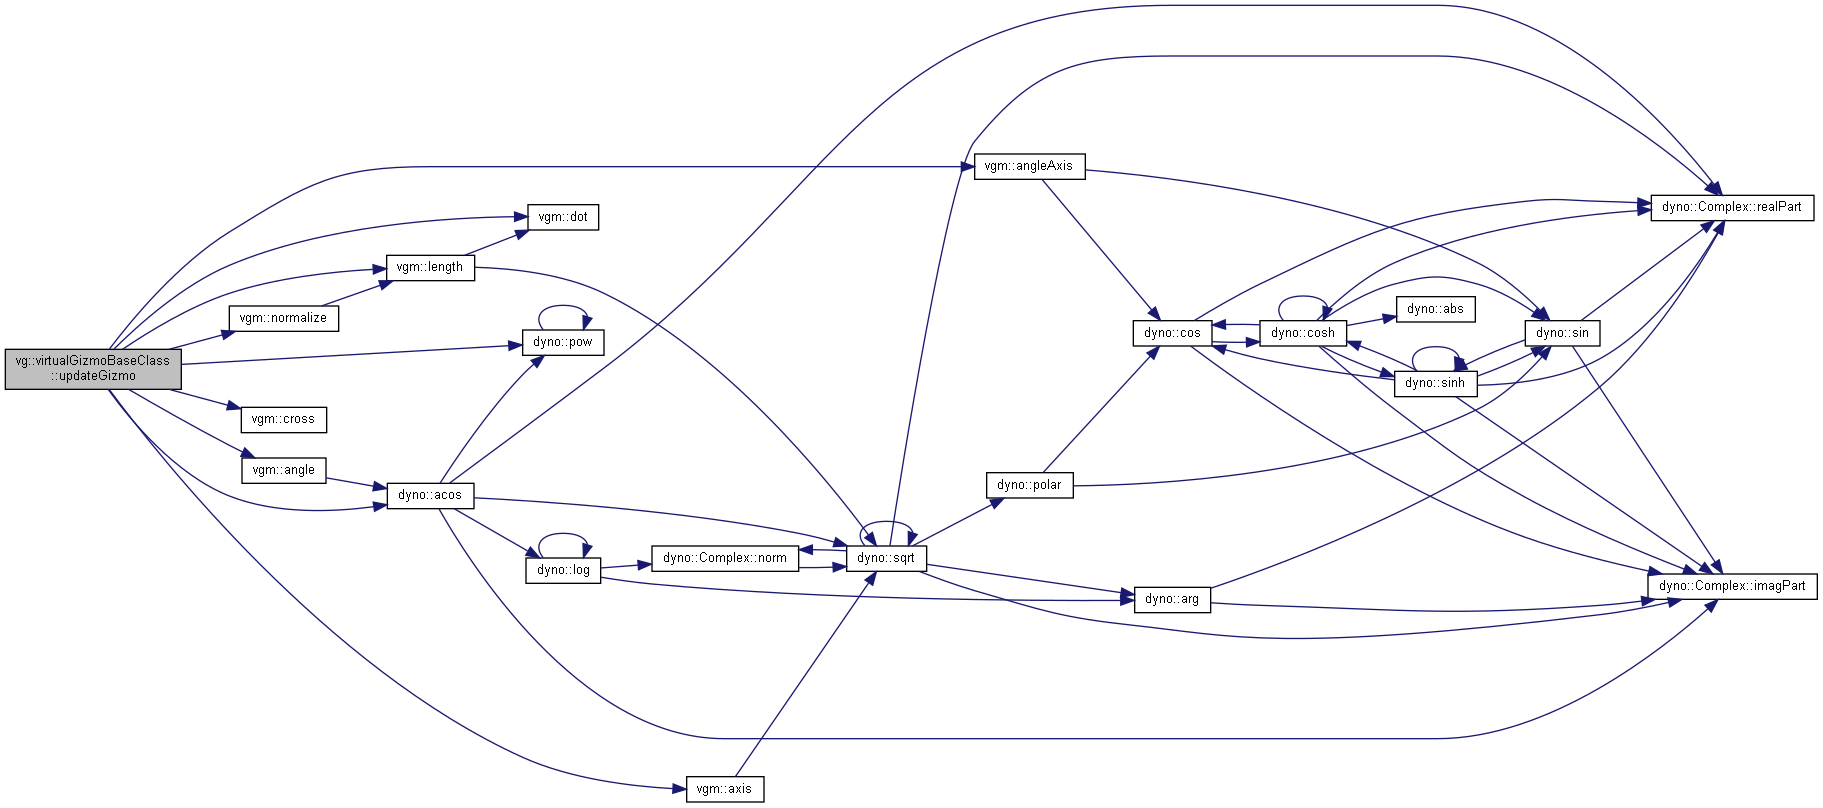 vg::virtualGizmoBaseClass
::updateGizmo
vgm::angleAxis
vgm::dot
vgm::length
vgm::normalize
dyno::pow
vgm::cross
vgm::angle
dyno::acos
dyno::log
dyno::Complex::norm
dyno::sqrt
vgm::axis
dyno::polar
dyno::arg
dyno::cos
dyno::cosh
dyno::abs
dyno::sinh
dyno::sin
dyno::Complex::realPart
dyno::Complex::imagPart